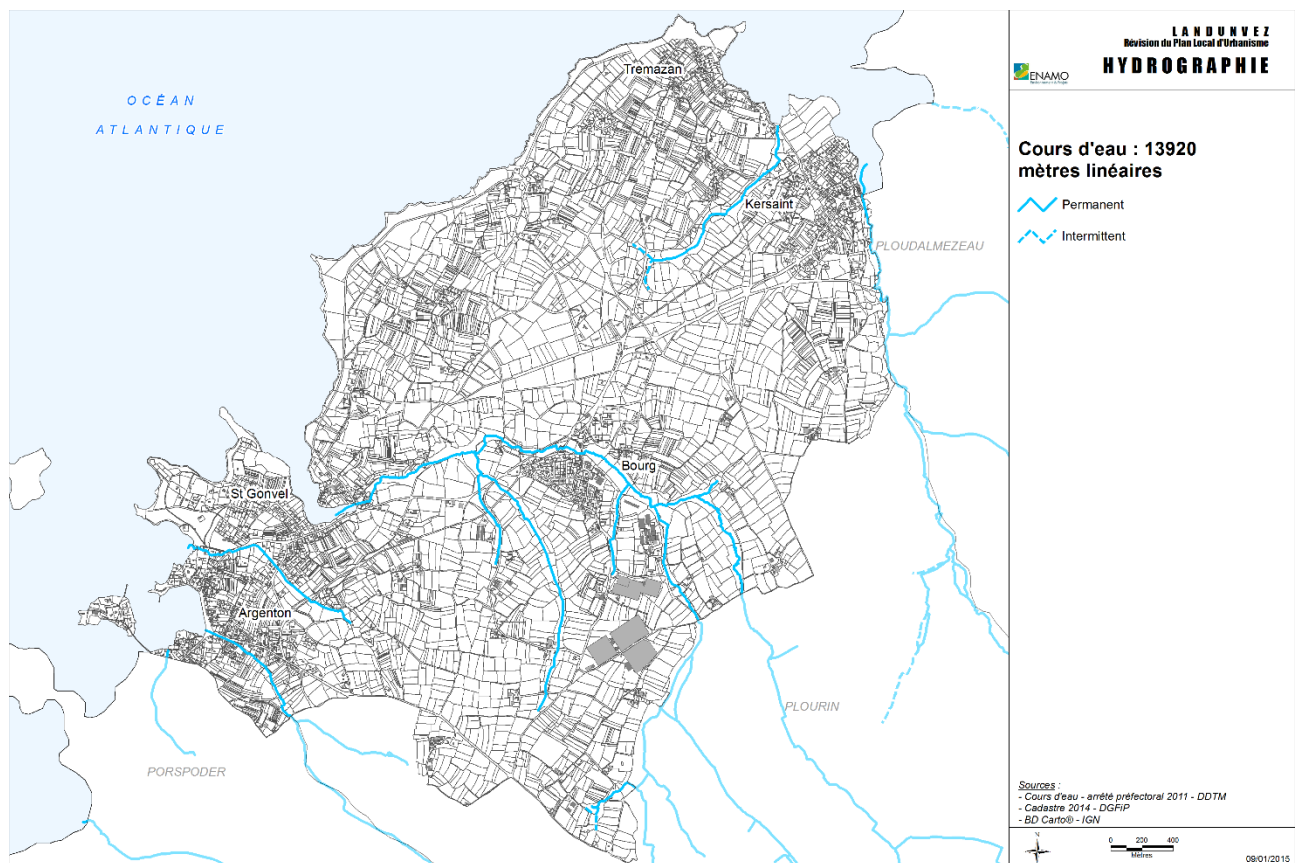 LANDUNVEZ
Révision du Plan Local d'Urbanisme
HYDROGRAPHIE
ENAMO
Cours d'eau : 13920
mètres linéaires
Permanent
Intermittent
OCÉAN
ATLANTIQUE
Tremazan
Kersaint
PLOUDALMEZEAU
Bourg
St Gonvel
Argenton
PLOURIN
PORSPODER
Sources :
- Cours d'eau - arrêté préfectoral 2011 - DDTM
- Cadastre 2014 - DGFiP
- BD Carto® - IGN
N
0 200 400
Mètres
09/01/2015